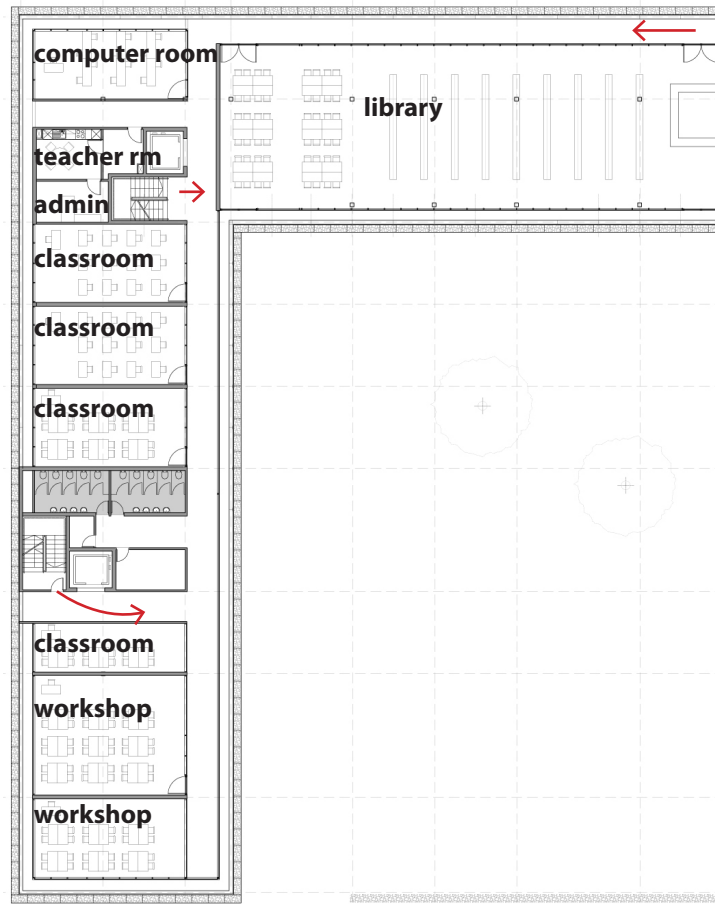 computer room
library
teacher rm
admin
classroom
classroom
classroom
classroom
workshop
workshop